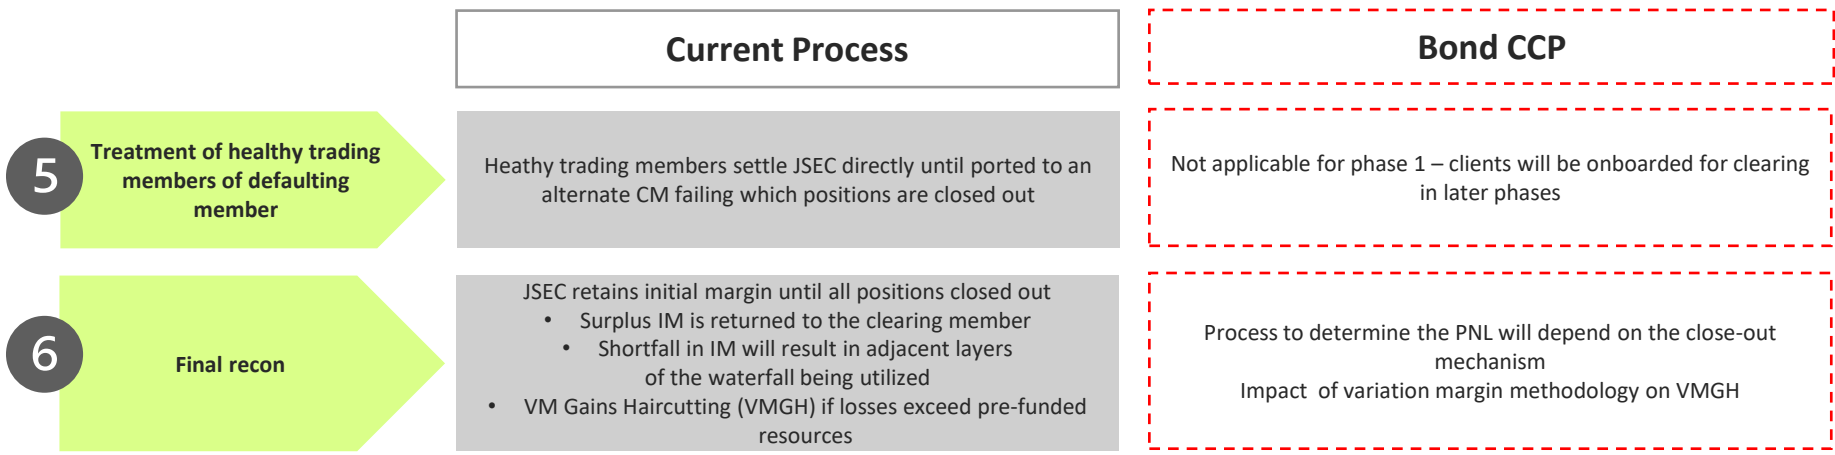 Current Process
Bond CCP
5
Treatment of healthy trading
members of defaulting
member
Heathy trading members settle JSEC directly until ported to an
alternate CM failing which positions are closed out
Not applicable for phase 1 – clients will be onboarded for clearing
in later phases
6
Final recon
JSEC retains initial margin until all positions closed out
• Surplus IM is returned to the clearing member
• Shortfall in IM will result in adjacent layers
of the waterfall being utilized
• VM Gains Haircutting (VMGH) if losses exceed pre-funded
resources
Process to determine the PNL will depend on the close-out
mechanism
Impact of variation margin methodology on VMGH